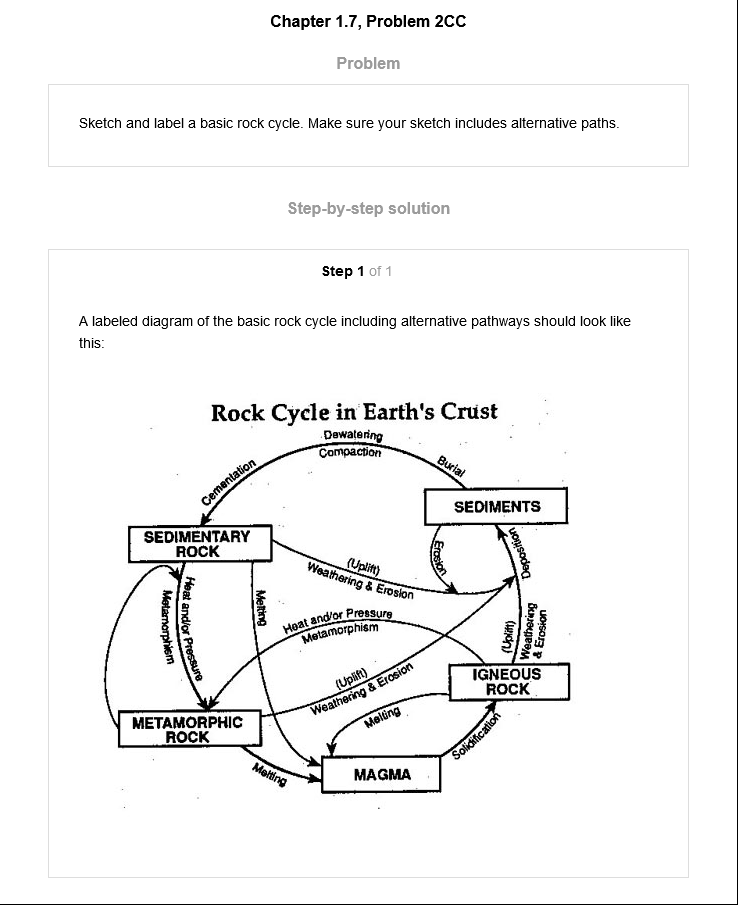 Chapter 1.7, Problem 2CC
Problem
Sketch and label a basic rock cycle. Make sure your sketch includes alternative paths.
Step-by-step solution
Step 1 of 1
A labeled diagram of the basic rock cycle including alternative pathways should look like
this:
Rock Cycle in Earth's Crust
Dewatering
Compaction
Cementation
Burial
SEDIMENTS
SEDIMENTARY
ROCK
Erosion
Deposition
(Uplift)
Weathering & Erosion
Heat and/or Pressure
Metamorphism
Melting
Heat and/or Pressure
Metamorphism
(Uplift)
Weathering
& Erosion
(Uplift)
Weathering & Erosion
IGNEOUS
ROCK
METAMORPHIC
ROCK
Melting
Solidification
Melting
MAGMA